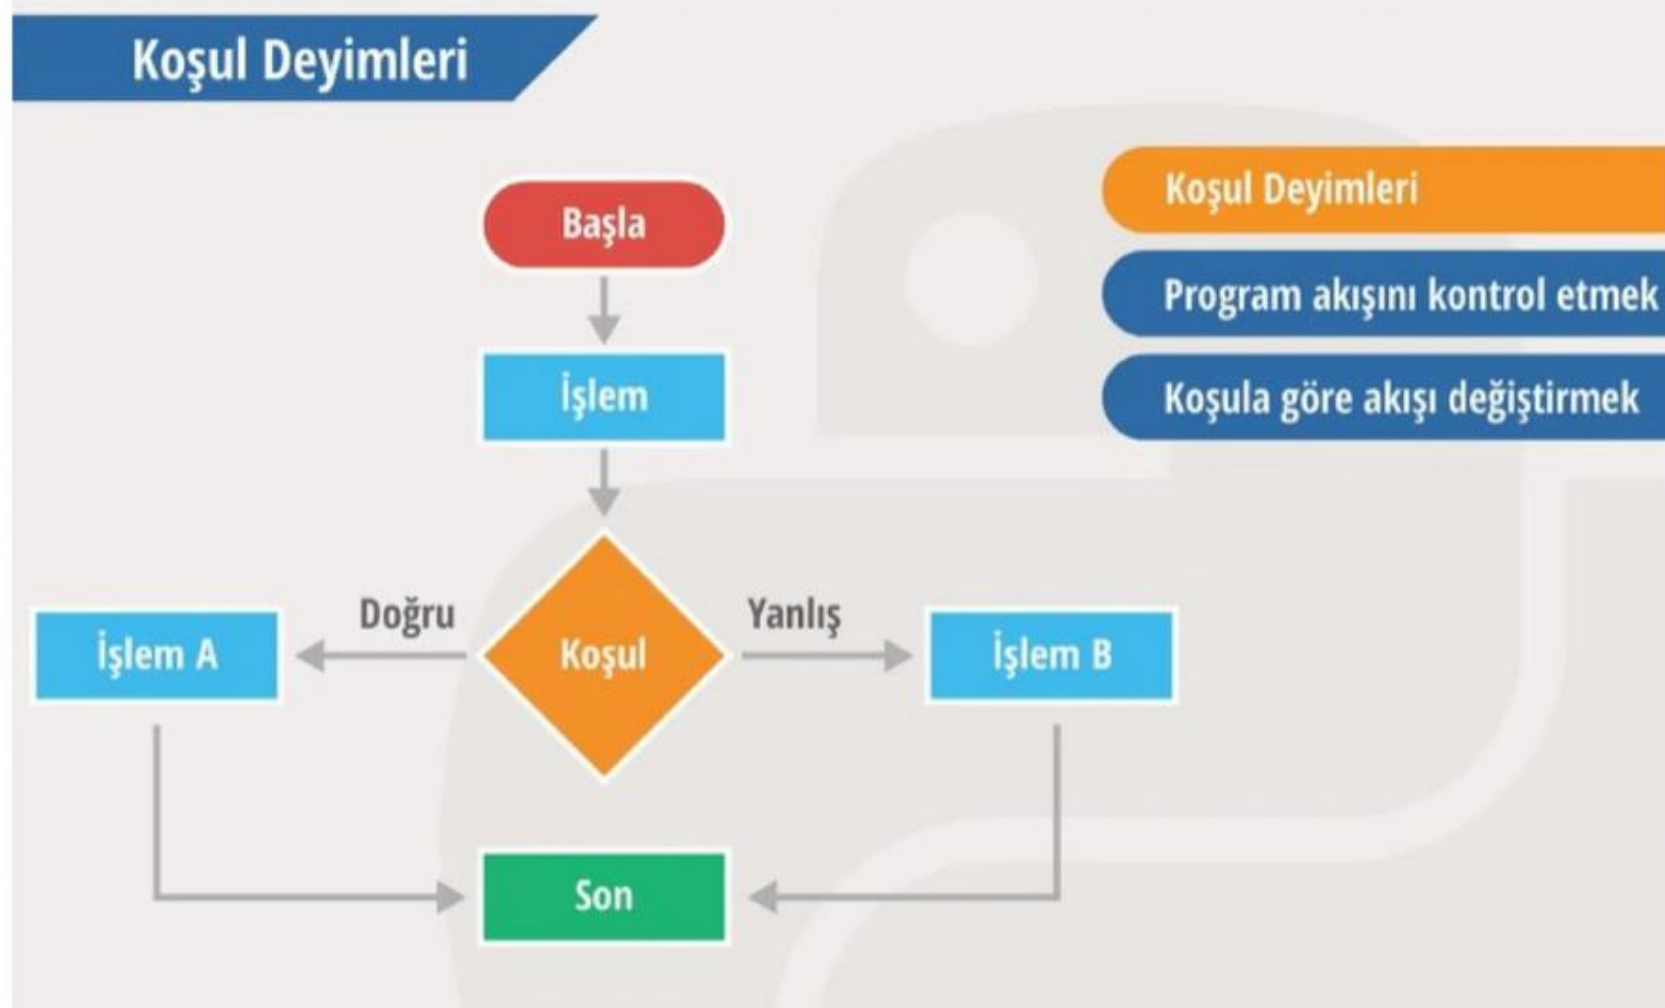 Koşul Deyimleri
Başla
İşlem
Koşul
Doğru
Yanlış
İşlem A
İşlem B
Son
Koşul Deyimleri
Program akışını kontrol etmek
Koşula göre akışı değiştirmek